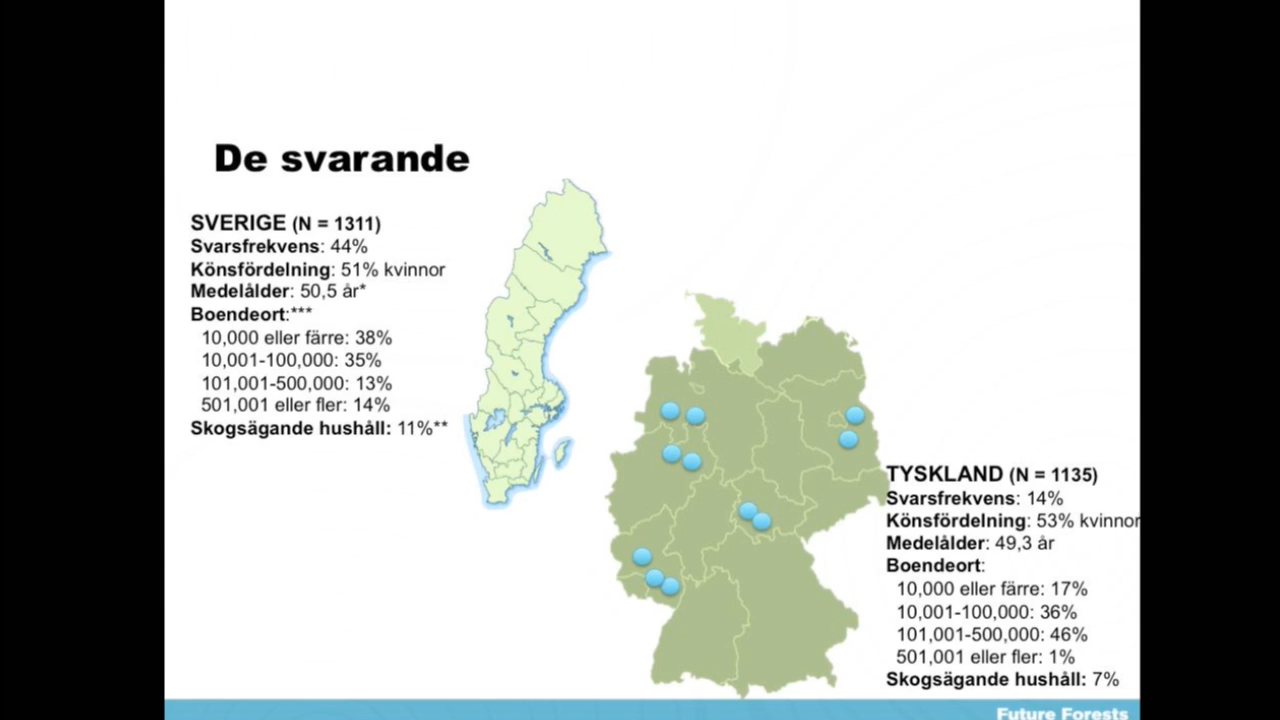 De svarande
SVERIGE (N = 1311)
Svarsfrekvens: 44%
Könsfördelning: 51% kvinnor
Medelålder: 50,5 år*
Boendeort:***
10,000 eller färre: 38%
10,001-100,000: 35%
101,001-500,000: 13%
501,001 eller fler: 14%
Skogsägande hushåll: 11%**
TYSKLAND (N = 1135)
Svarsfrekvens: 14%
Könsfördelning: 53% kvinnor
Medelålder: 49,3 år
Boendeort:
10,000 eller färre: 17%
10,001-100,000: 36%
101,001-500,000: 46%
501,001 eller fler: 1%
Skogsägande hushåll: 7%
Future Forests